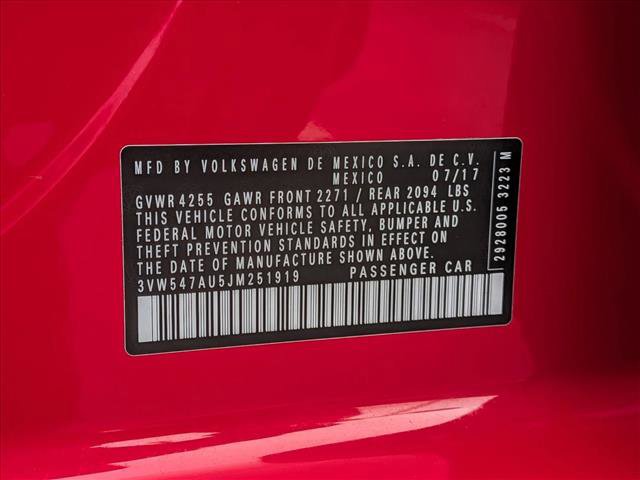 MFD BY VOLKSWAGEN DE MEXICO S.A. DE C.V.
MEXICO 07/17
GVWR 4255 GAWR FRONT 2271 / REAR 2094 LBS
THIS VEHICLE CONFORMS TO ALL APPLICABLE U.S.
FEDERAL MOTOR VEHICLE SAFETY, BUMPER AND
THEFT PREVENTION STANDARDS IN EFFECT ON
THE DATE OF MANUFACTURE SHOWN ABOVE.
3VW547AU5JM251919 PASSENGER CAR
2928005 3223 M